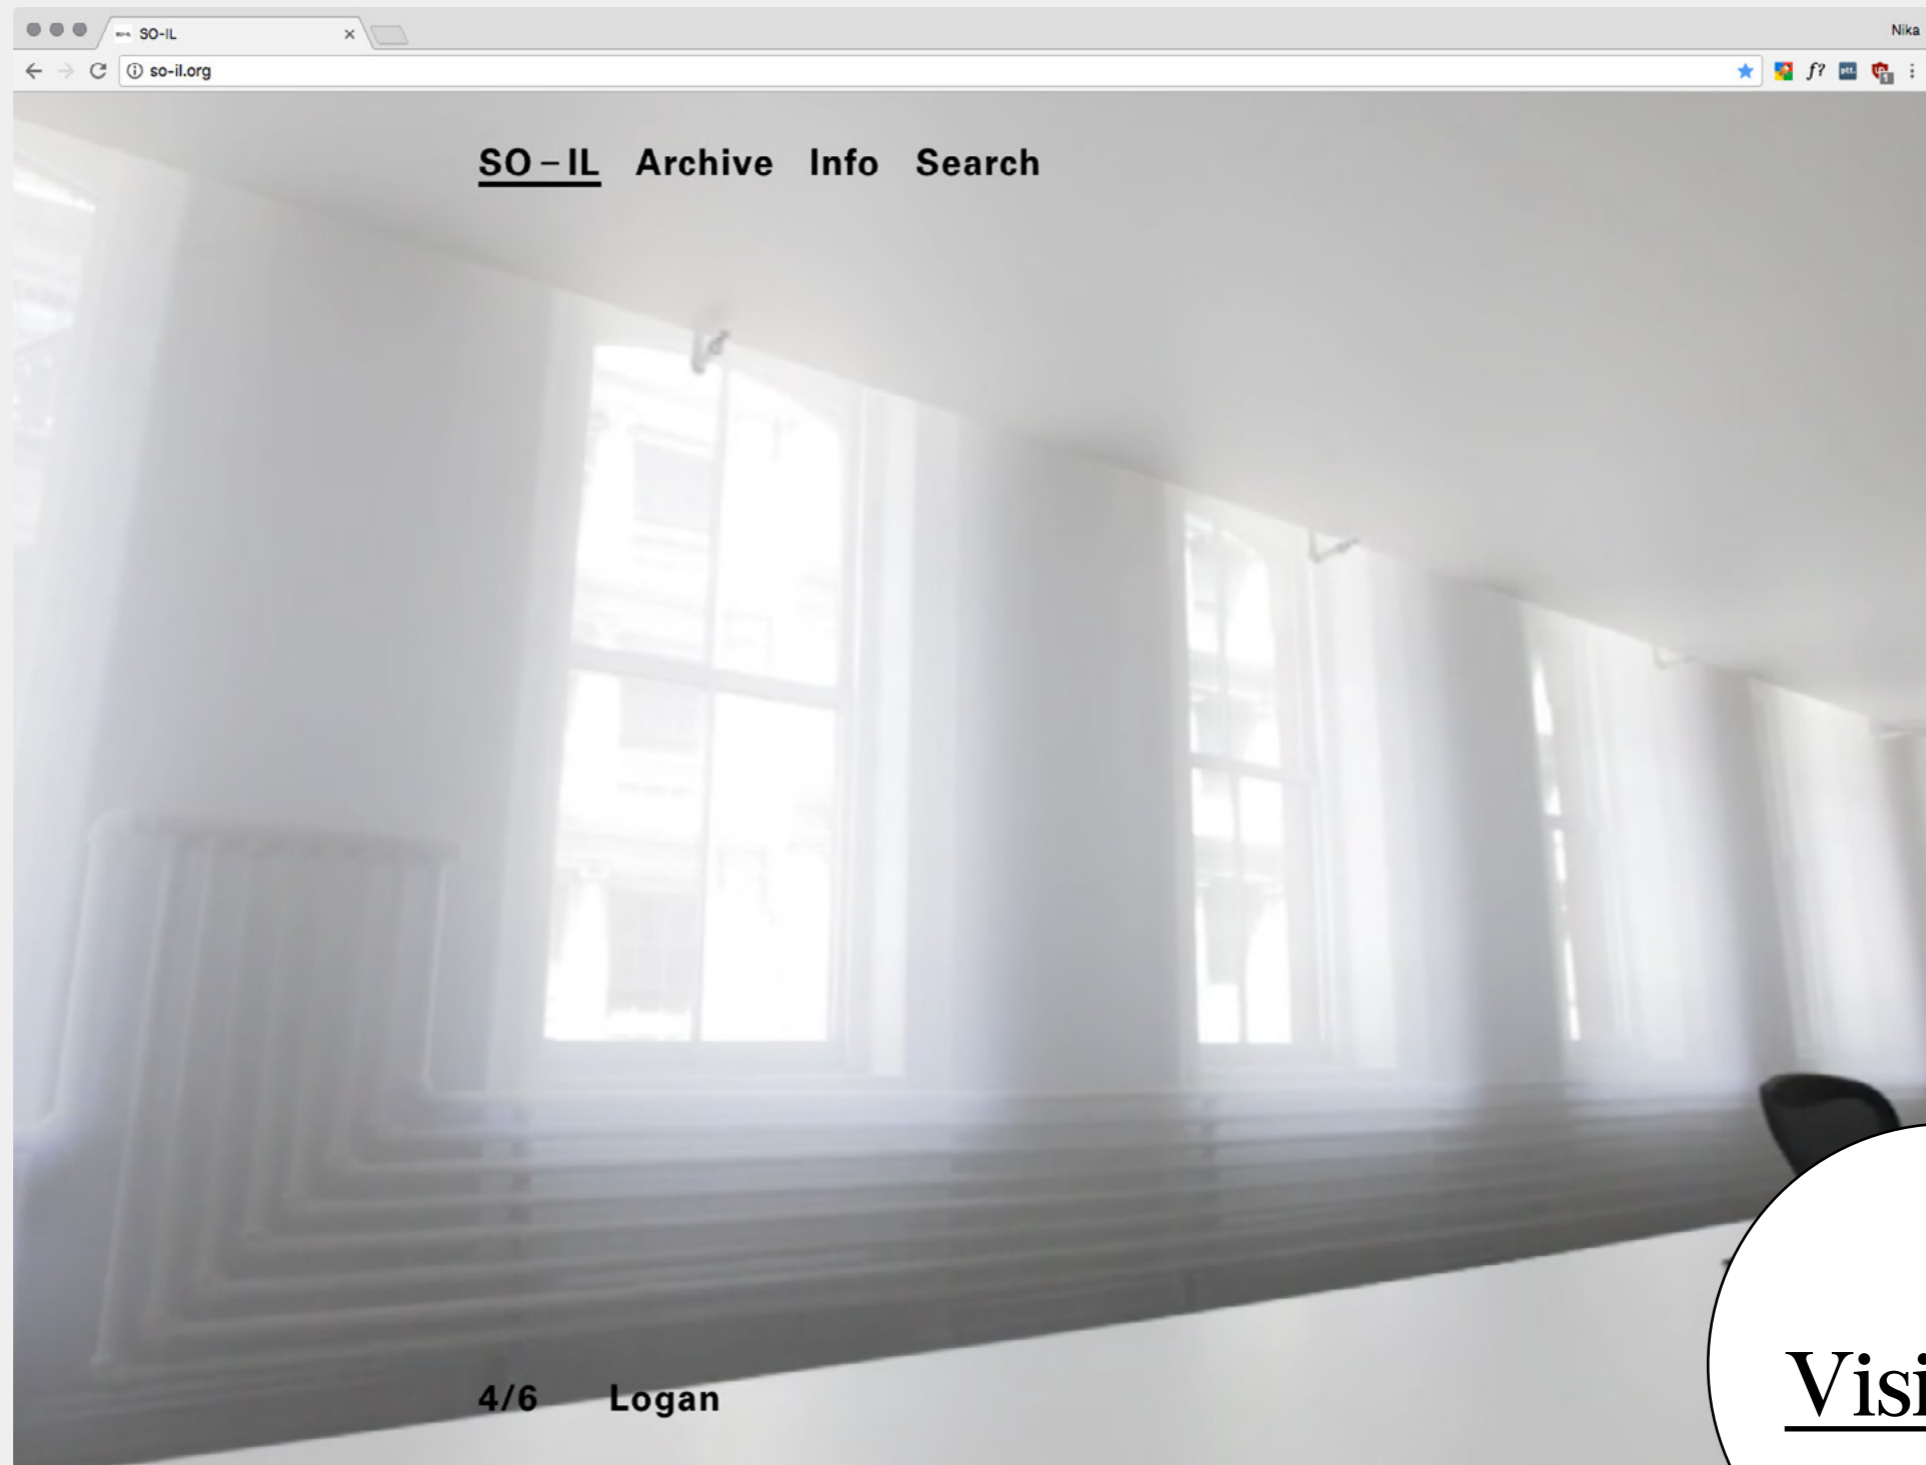 SO-IL
Nika
so-il.org
f?
SO – IL Archive Info Search
4/6 Logan
Visi